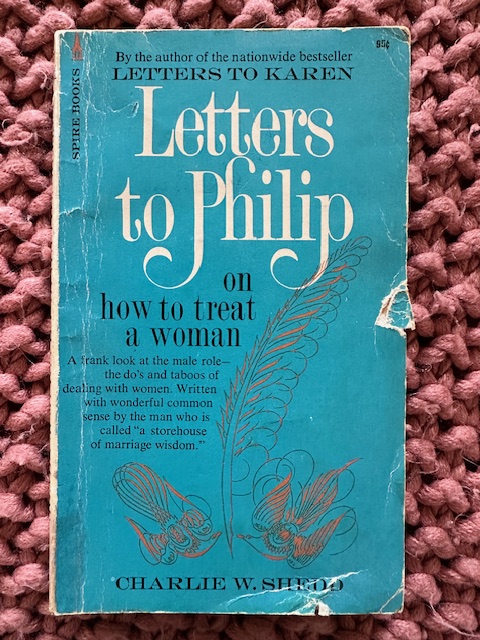 SPIRE BOOKS
95¢
By the author of the nationwide bestseller
LETTERS TO KAREN
Letters
to Philip
on
how to treat
a woman
A frank look at the male role—
the do's and taboos of
dealing with women. Written
with wonderful common
sense by the man who is
called “a storehouse
of marriage wisdom.”
CHARLIE W. SHEDD